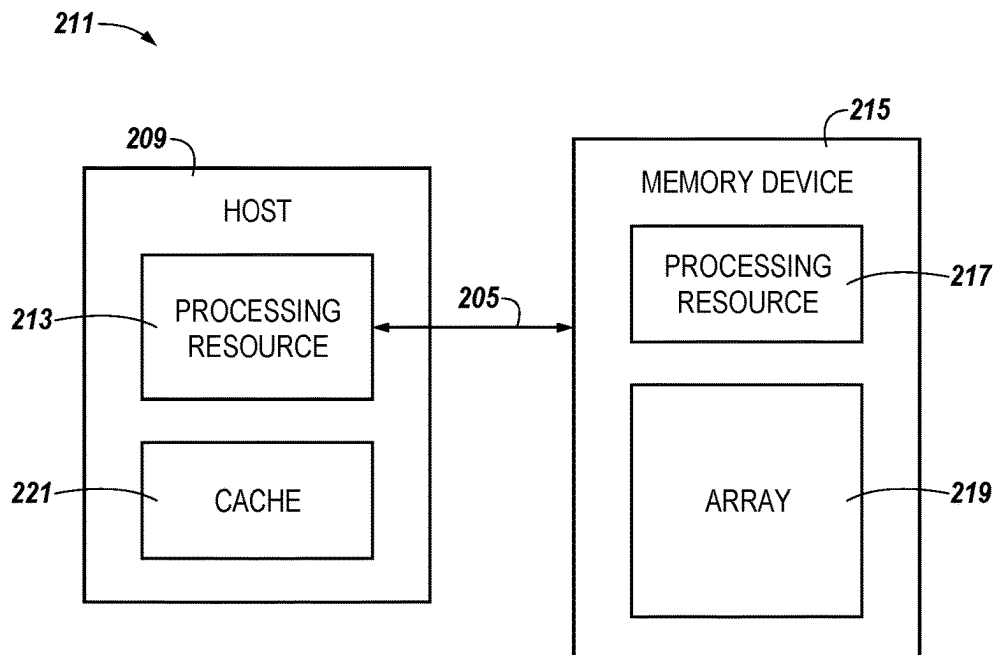 211
209
HOST
213
PROCESSING
RESOURCE
221
CACHE
205
215
MEMORY DEVICE
PROCESSING
RESOURCE
217
ARRAY
219